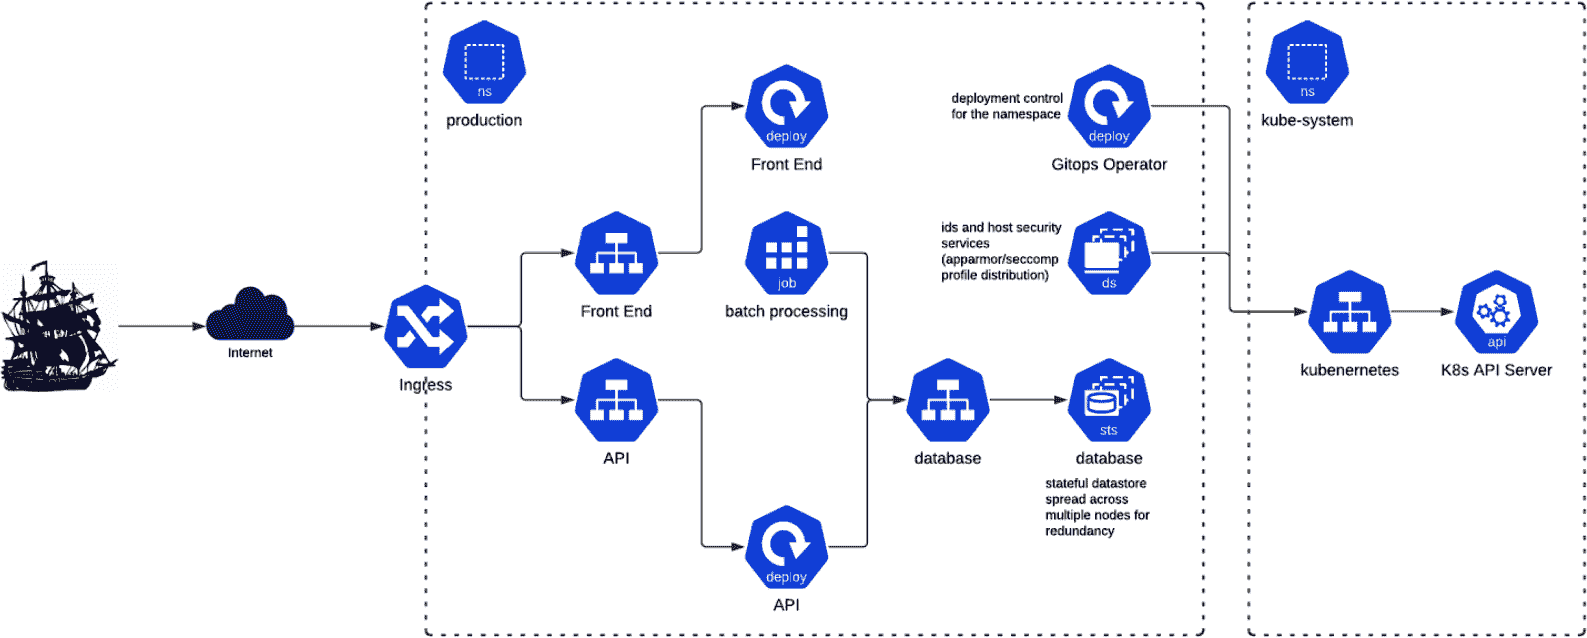 ns
production
deploy
Front End
deployment control
for the namespace
deploy
Gitops Operator
ns
kube-system
Front End
job
batch processing
ids and host security
services
(apparmor/seccomp
profile distribution)
ds
Internet
Ingress
kubenernetes
api
K8s API Server
API
database
sts
database
stateful datastore
spread across
multiple nodes for
redundancy
deploy
API